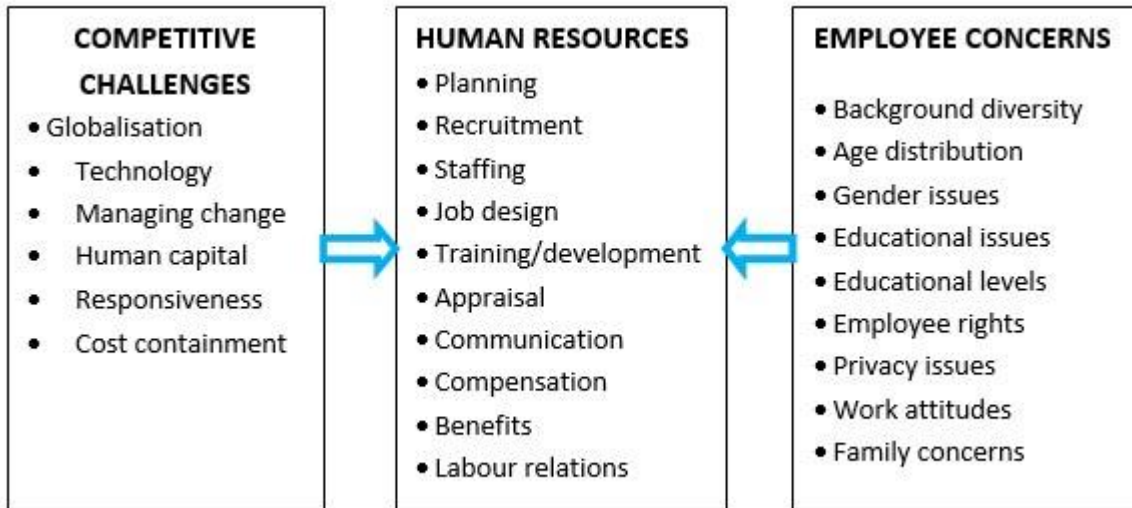 COMPETITIVE
CHALLENGES
• Globalisation
• Technology
• Managing change
• Human capital
• Responsiveness
• Cost containment
HUMAN RESOURCES
• Planning
• Recruitment
• Staffing
• Job design
• Training/development
• Appraisal
• Communication
• Compensation
• Benefits
• Labour relations
EMPLOYEE CONCERNS
• Background diversity
• Age distribution
• Gender issues
• Educational issues
• Educational levels
• Employee rights
• Privacy issues
• Work attitudes
• Family concerns